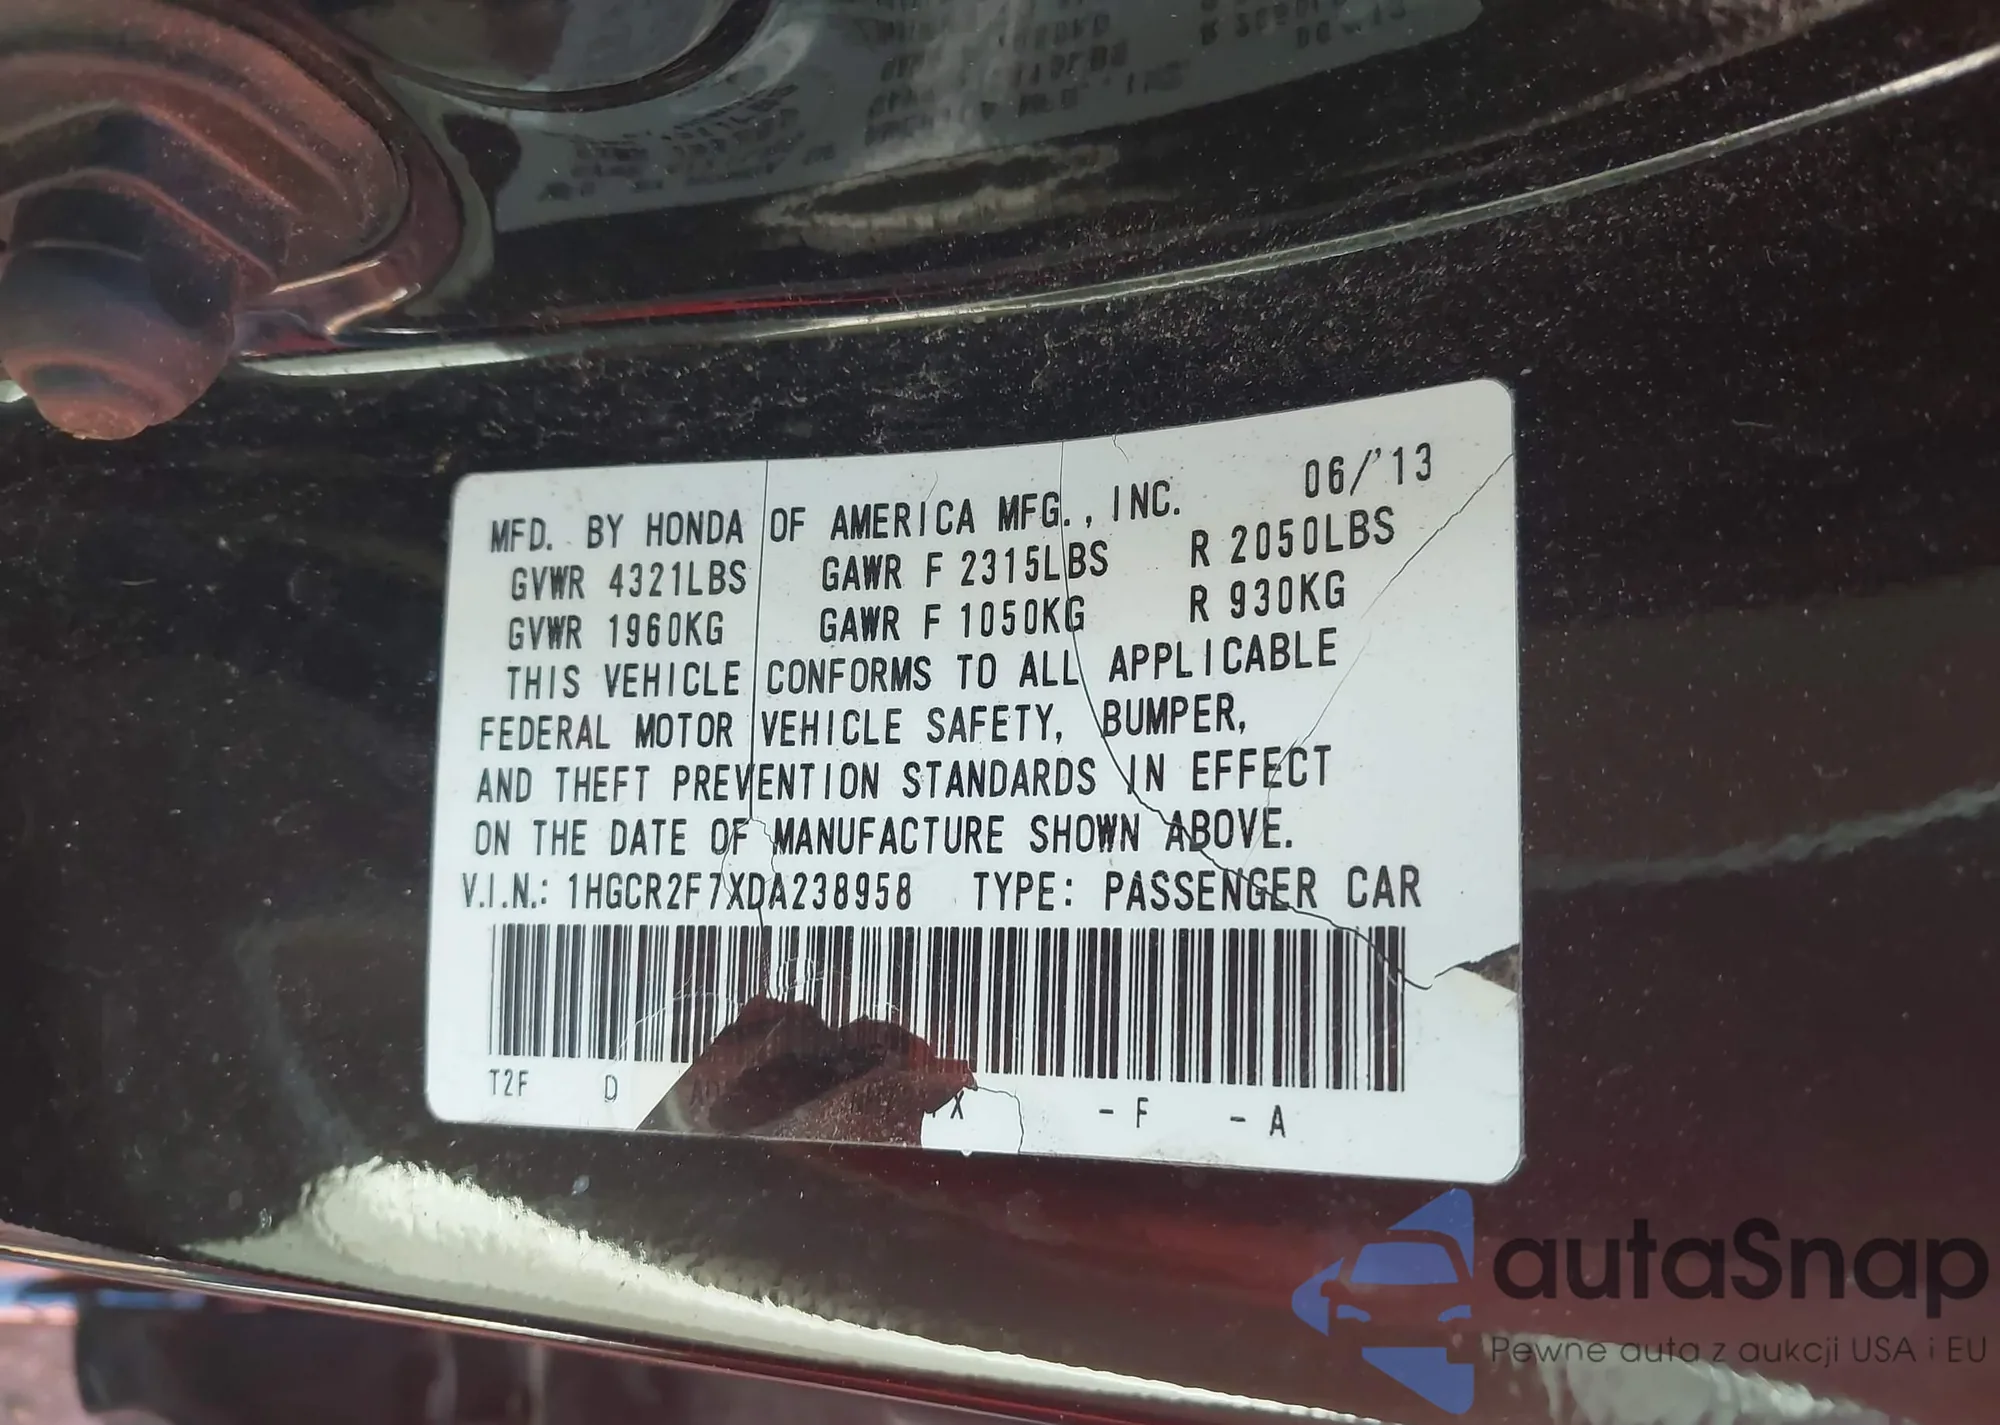 MFD. BY HONDA OF AMERICA MFG., INC. 06/'13
GVWR 4321LBS GAWR F 2315LBS R 2050LBS
GVWR 1960KG GAWR F 1050KG R 930KG
THIS VEHICLE CONFORMS TO ALL APPLICABLE
FEDERAL MOTOR VEHICLE SAFETY, BUMPER,
AND THEFT PREVENTION STANDARDS IN EFFECT
ON THE DATE OF MANUFACTURE SHOWN ABOVE.
V.I.N.: 1HGCR2F7XDA238958 TYPE: PASSENGER CAR
T2F D X - F - A
autaSnap
Pewne auta z aukcji USA i EU